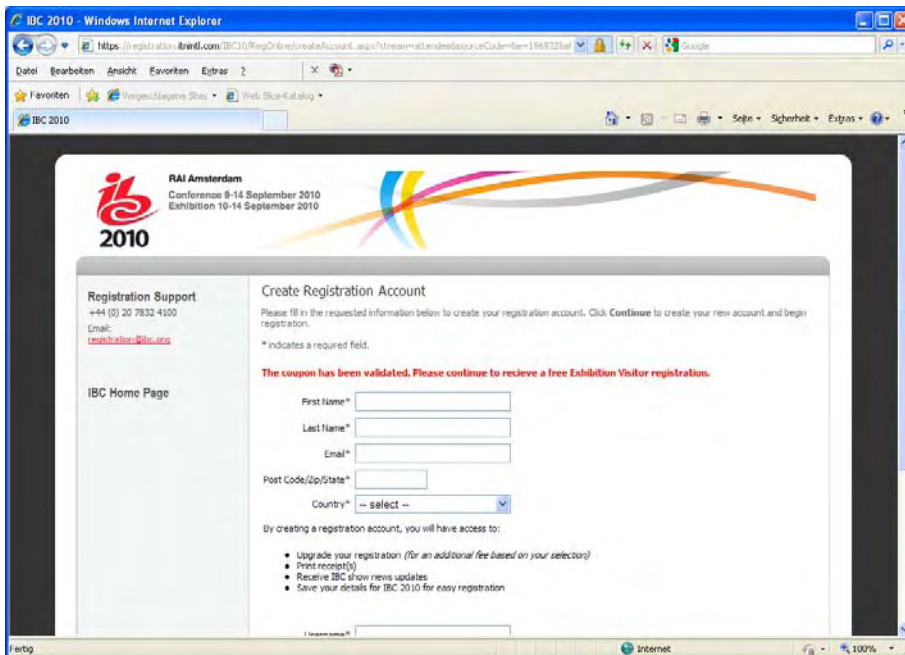 IBC 2010 - Windows Internet Explorer
Google
Datei Bearbeiten Ansicht Favoriten Extras ?
Favoriten Vorgeschlagene Sites Web Slice-Katalog
IBC 2010 Seite Sicherheit Extras
RAI Amsterdam
Conference 9-14 September 2010
Exhibition 10-14 September 2010
ibc
2010
Registration Support
+44 (0) 20 7832 4100
Email:
registration@ibc.org
IBC Home Page
Create Registration Account
Please fill in the requested information below to create your registration account. Click Continue to create your new account and begin
registration.
* indicates a required field.
The coupon has been validated. Please continue to recieve a free Exhibition Visitor registration.
First Name*
Last Name*
Email*
Post Code/Zip/State*
Country* -- select --
By creating a registration account, you will have access to:
• Upgrade your registration (for an additional fee based on your selection)
• Print receipt(s)
• Receive IBC show news updates
• Save your details for IBC 2010 for easy registration
Username*
Fertig Internet 100%